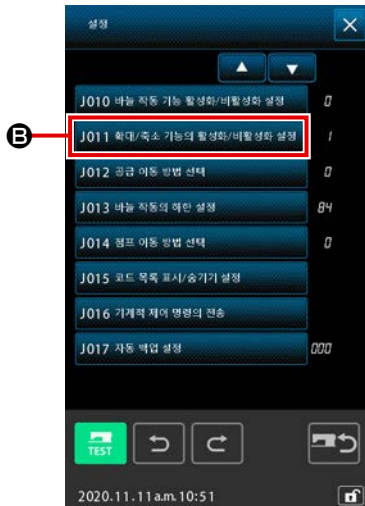 설정
J010 바늘 작동 기능 활성화/비활성화 설정 0
B J011 확대/축소 기능의 활성화/비활성화 설정 1
J012 공급 이동 방법 선택 0
J013 바늘 작동의 하한 설정 84
J014 점프 이동 방법 선택 0
J015 코드 목록 표시/숨기기 설정
J016 기계적 제어 명령의 전송
J017 자동 백업 설정 000
TEST
2020.11.11 a.m.10:51